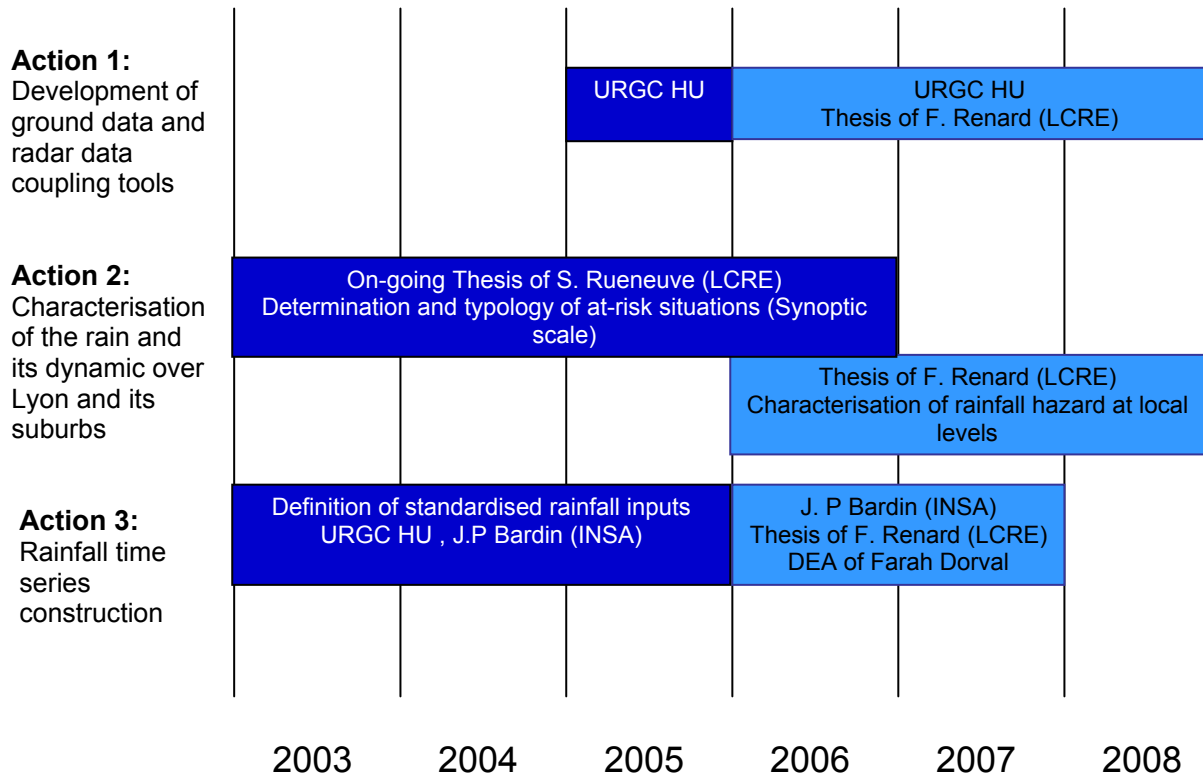 Action 1:
Development of
ground data and
radar data
coupling tools
URGC HU
URGC HU
Thesis of F. Renard (LCRE)
Action 2:
Characterisation
of the rain and
its dynamic over
Lyon and its
suburbs
On-going Thesis of S. Rueneuve (LCRE)
Determination and typology of at-risk situations (Synoptic
scale)
Thesis of F. Renard (LCRE)
Characterisation of rainfall hazard at local
levels
Action 3:
Rainfall time
series
construction
Definition of standardised rainfall inputs
URGC HU , J.P Bardin (INSA)
J. P Bardin (INSA)
Thesis of F. Renard (LCRE)
DEA of Farah Dorval
2003 2004 2005 2006 2007 2008